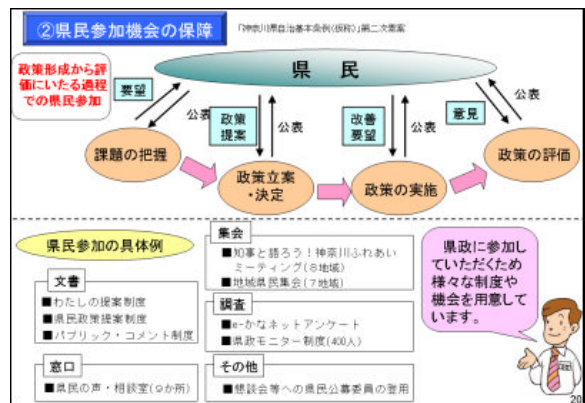 ②県民参加機会の保障
「神奈川県自治基本条例(仮称)」第二次素案
政策形成から評
価にいたる過程
での県民参加
県 民
要望
公表
政策
提案
公表
改善
要望
公表
意見
公表
課題の把握
政策立案
・決定
政策の実施
政策の評価
県民参加の具体例
文書
■わたしの提案制度
■県民政策提案制度
■パブリック・コメント制度
窓口
■県民の声・相談室(9か所)
集会
■知事と語ろう!神奈川ふれあい
ミーティング(8地域)
■地域県民集会(7地域)
調査
■e-かなネットアンケート
■県政モニター制度(400人)
その他
■懇談会等への県民公募委員の登用
県政に参加し
ていただくため
様々な制度や
機会を用意して
います。
20